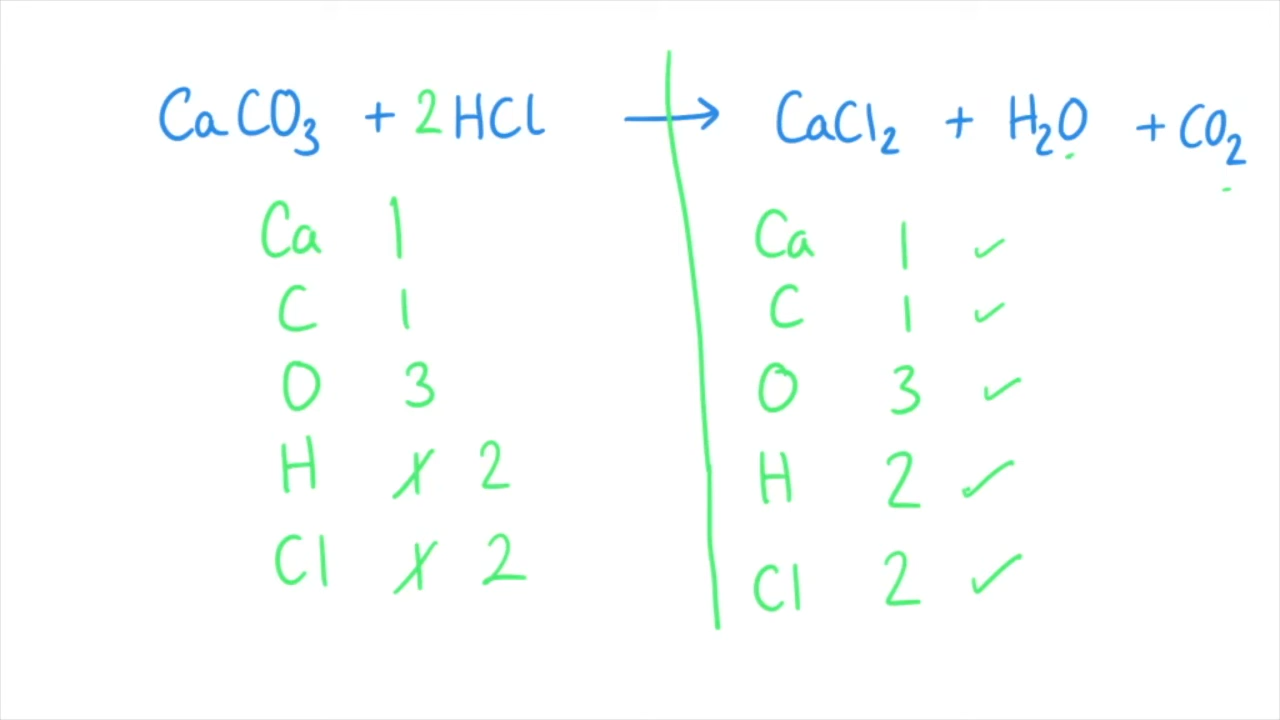 CaCO₃ + 2HCl → CaCl₂ + H₂O + CO₂
Ca 1 Ca 1 ✓
C 1 C 1 ✓
O 3 O 3 ✓
H 1 2 H 2 ✓
Cl 1 2 Cl 2 ✓